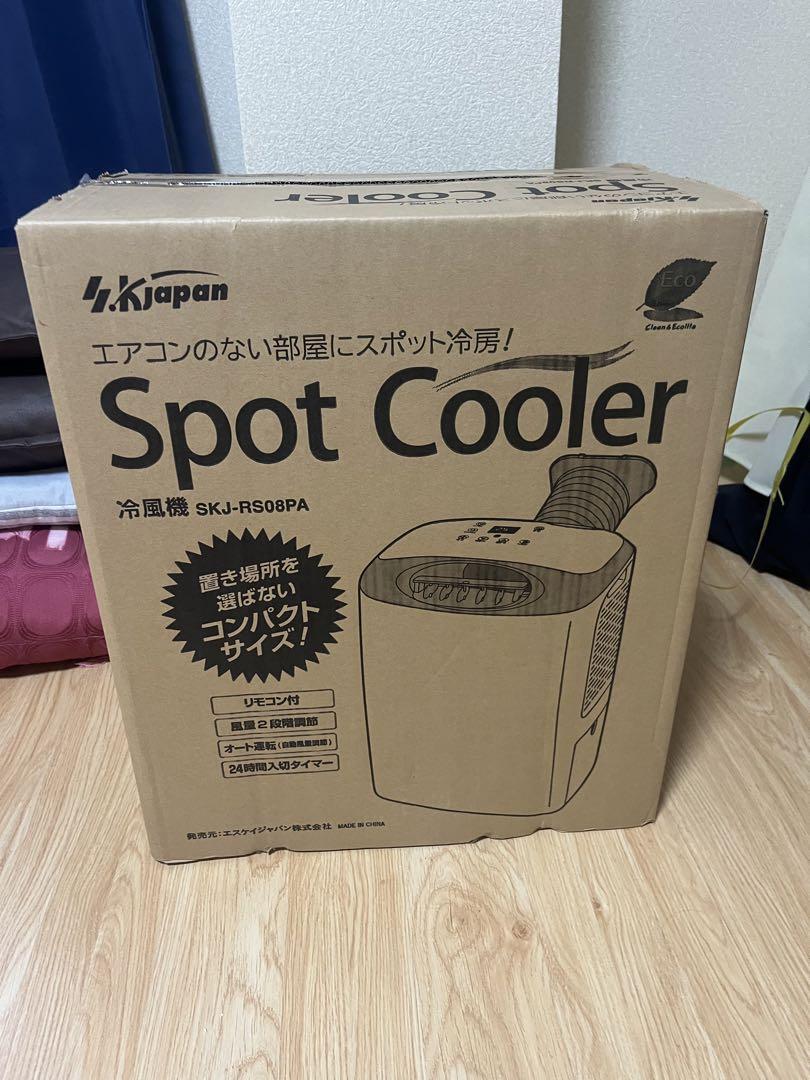 Spot Cooler
S.Kjapan
S.Kjapan
Eco
Clean & Ecolife
エアコンのない部屋にスポット冷房!
Spot Cooler
冷風機 SKJ-RS08PA
置き場所を
選ばない
コンパクト
サイズ!
リモコン付
風量2段階調節
オート運転(自動風量調節)
24時間入切タイマー
発売元:エスケイジャパン株式会社 MADE IN CHINA